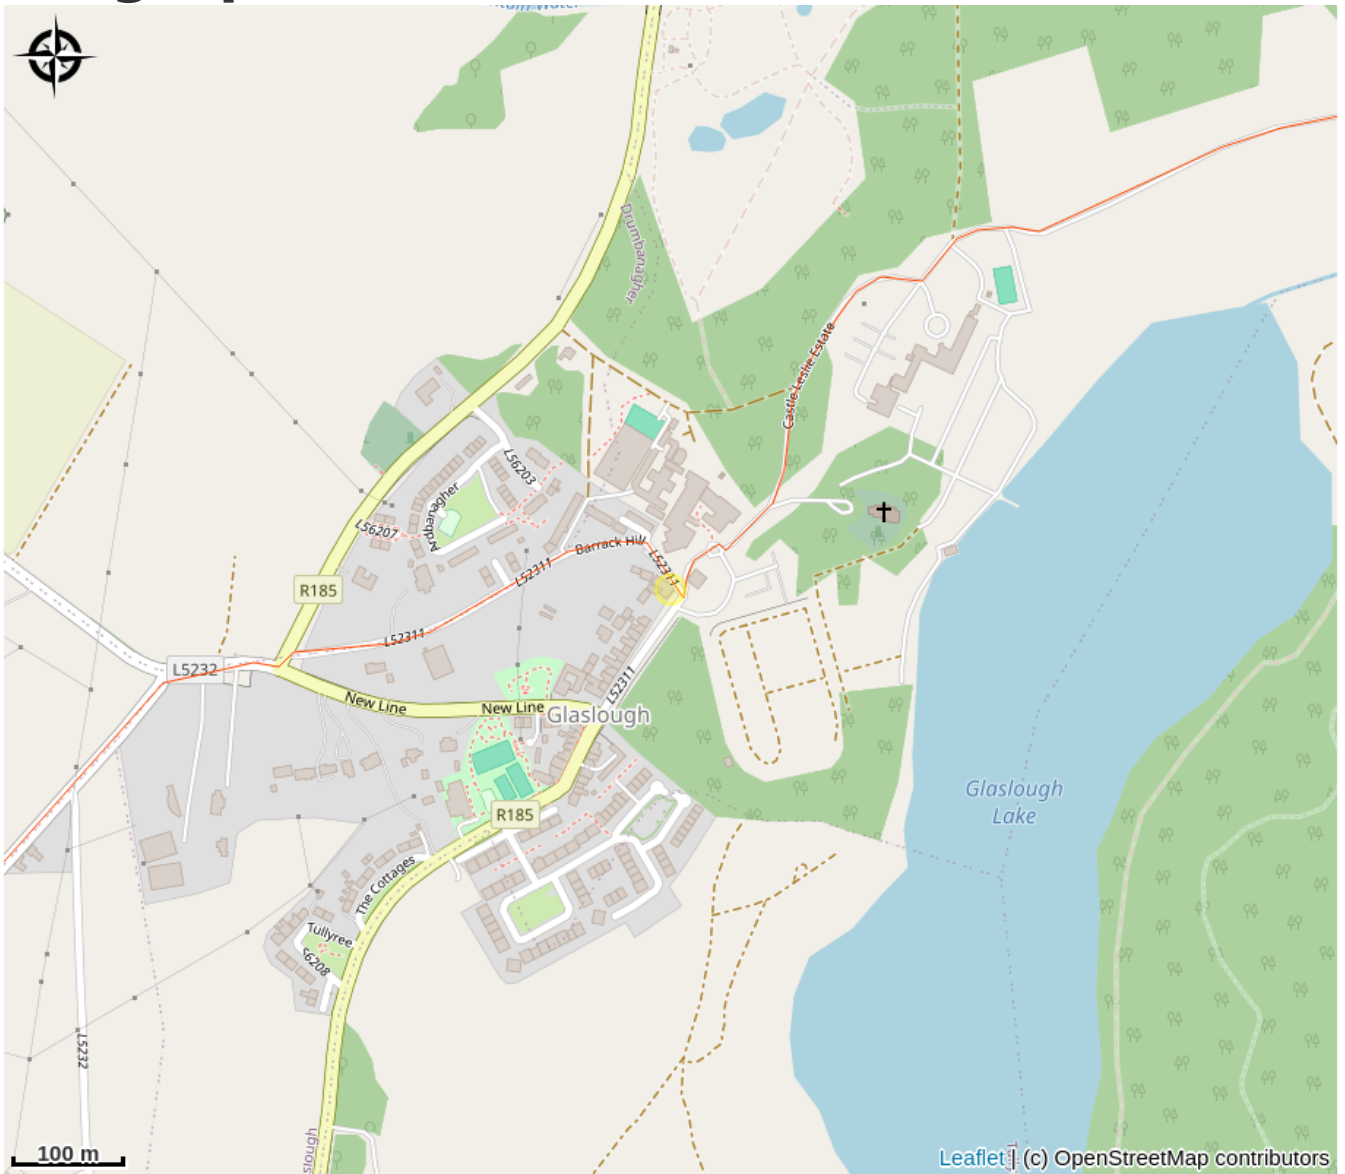 Drumbanagher
Castle Leslie Estate
L56203
Ardbenagher
L56207
Barrack Hill
L52311
L52311
R185
L52311
L5232
L52311
New Line
New Line
Glaslough
Glaslough
Lake
R185
The Cottages
Tullyree
L5232
100 m
Leaflet | (c) OpenStreetMap contributors